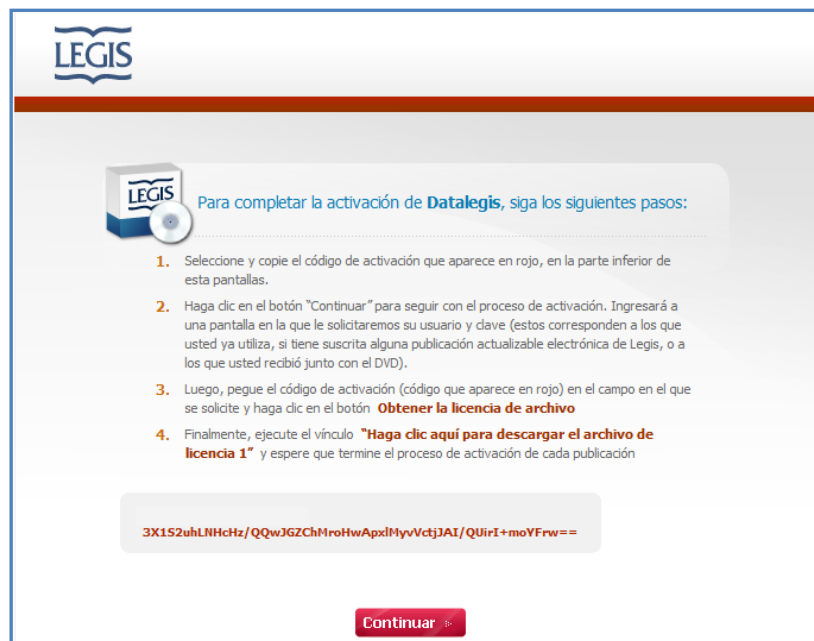 LEGIS
LEGIS
Para completar la activación de Datalegis, siga los siguientes pasos:
1. Seleccione y copie el código de activación que aparece en rojo, en la parte inferior de
esta pantallas.
2. Haga clic en el botón "Continuar" para seguir con el proceso de activación. Ingresará a
una pantalla en la que le solicitaremos su usuario y clave (estos corresponden a los que
usted ya utiliza, si tiene suscrita alguna publicación actualizable electrónica de Legis, o a
los que usted recibió junto con el DVD).
3. Luego, pegue el código de activación (código que aparece en rojo) en el campo en el que
se solicite y haga clic en el botón Obtener la licencia de archivo
4. Finalmente, ejecute el vínculo "Haga clic aquí para descargar el archivo de
licencia 1" y espere que termine el proceso de activación de cada publicación
3X1S2uhLNHcHz/QQwJGZChMroHwApxlMyvVctjJAI/QUirI+moYFrw==
Continuar